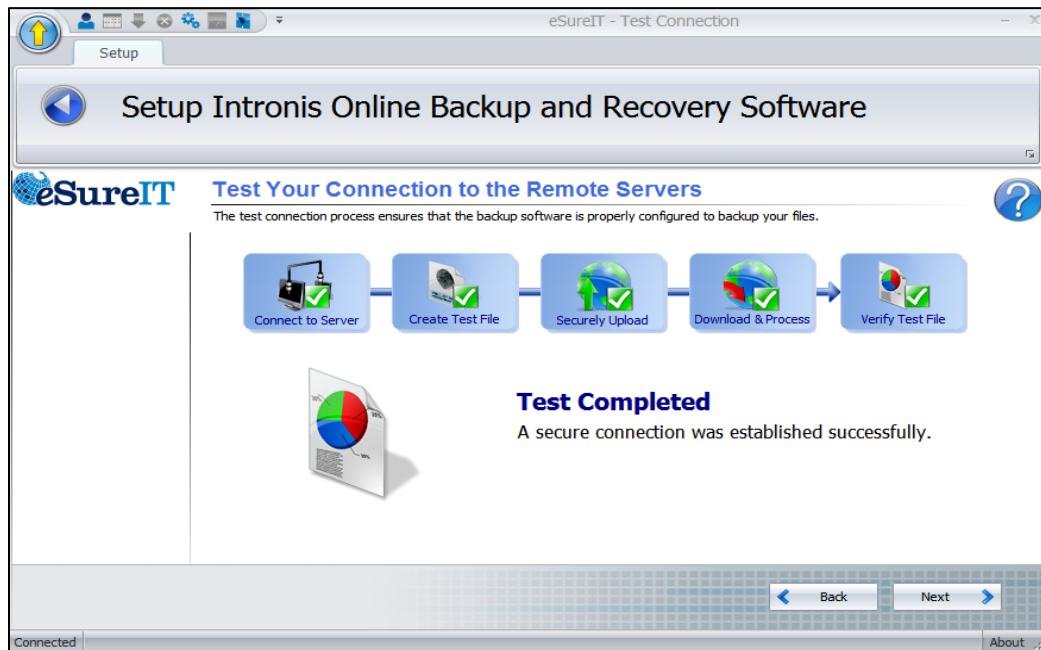 eSureIT - Test Connection
Setup
Setup Intronis Online Backup and Recovery Software
eSureIT
Test Your Connection to the Remote Servers
The test connection process ensures that the backup software is properly configured to backup your files.
Connect to Server
Create Test File
Securely Upload
Download & Process
Verify Test File
Test Completed
A secure connection was established successfully.
Back
Next
Connected
About